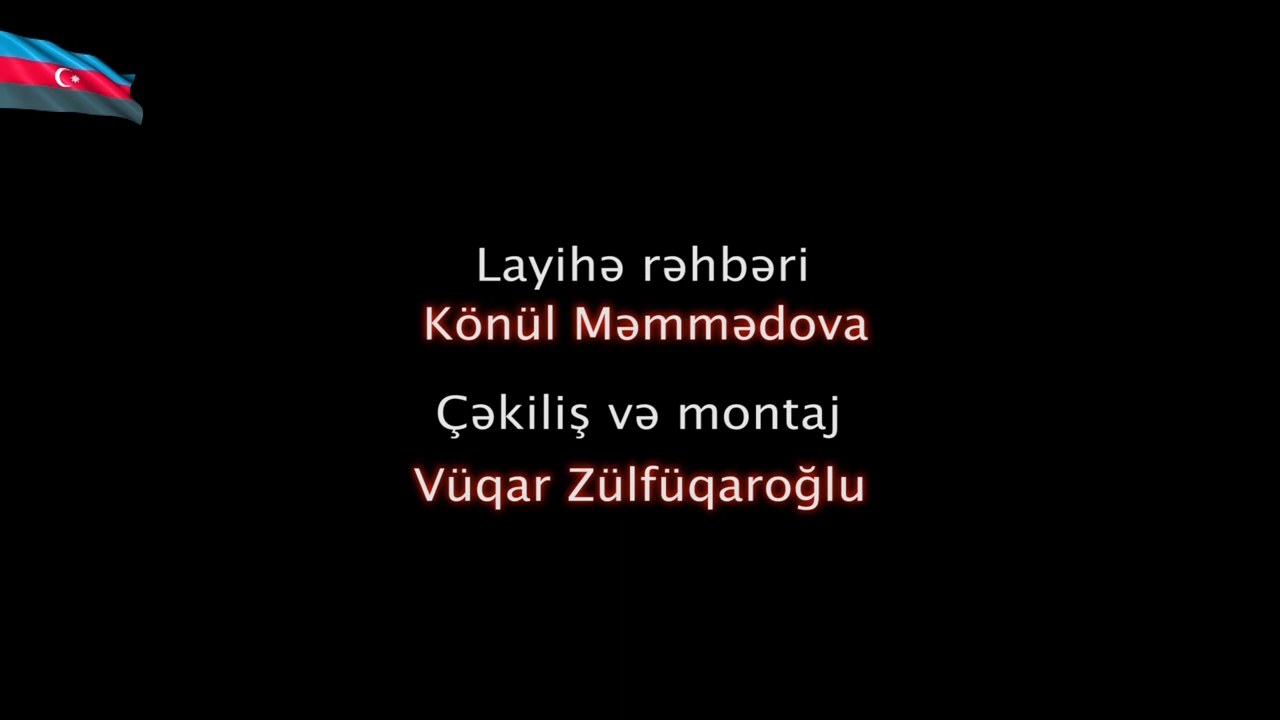 Layihə rəhbəri
Könül Məmmədova
Çəkiliş və montaj
Vüqar Zülfüqaroğlu